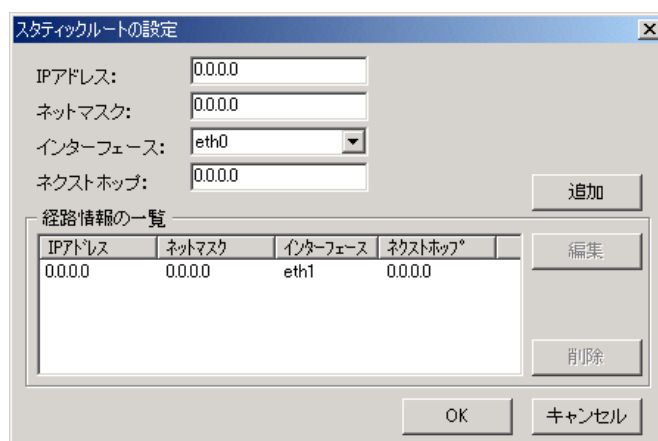 スタティックルートの設定
IPアドレス: 0.0.0.0
ネットマスク: 0.0.0.0
インターフェース: eth0
ネクストホップ: 0.0.0.0
追加
経路情報の一覧
IPアドレス ネットマスク インターフェース ネクストホップ
0.0.0.0 0.0.0.0 eth1 0.0.0.0
編集
削除
OK キャンセル